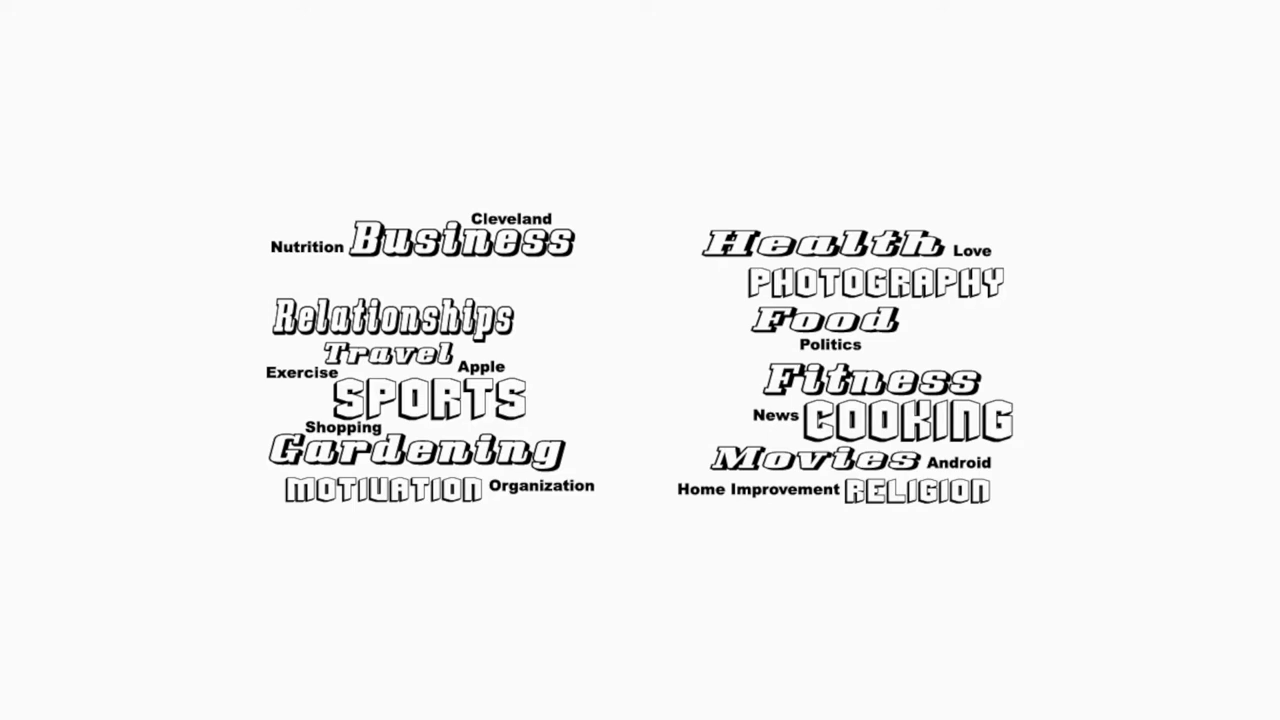 Cleveland
Nutrition Business
Relationships
Travel
Exercise Apple
SPORTS
Shopping
Gardening
MOTIVATION Organization
Health Love
PHOTOGRAPHY
Food
Politics
Fitness
News COOKING
Movies Android
Home Improvement RELIGION